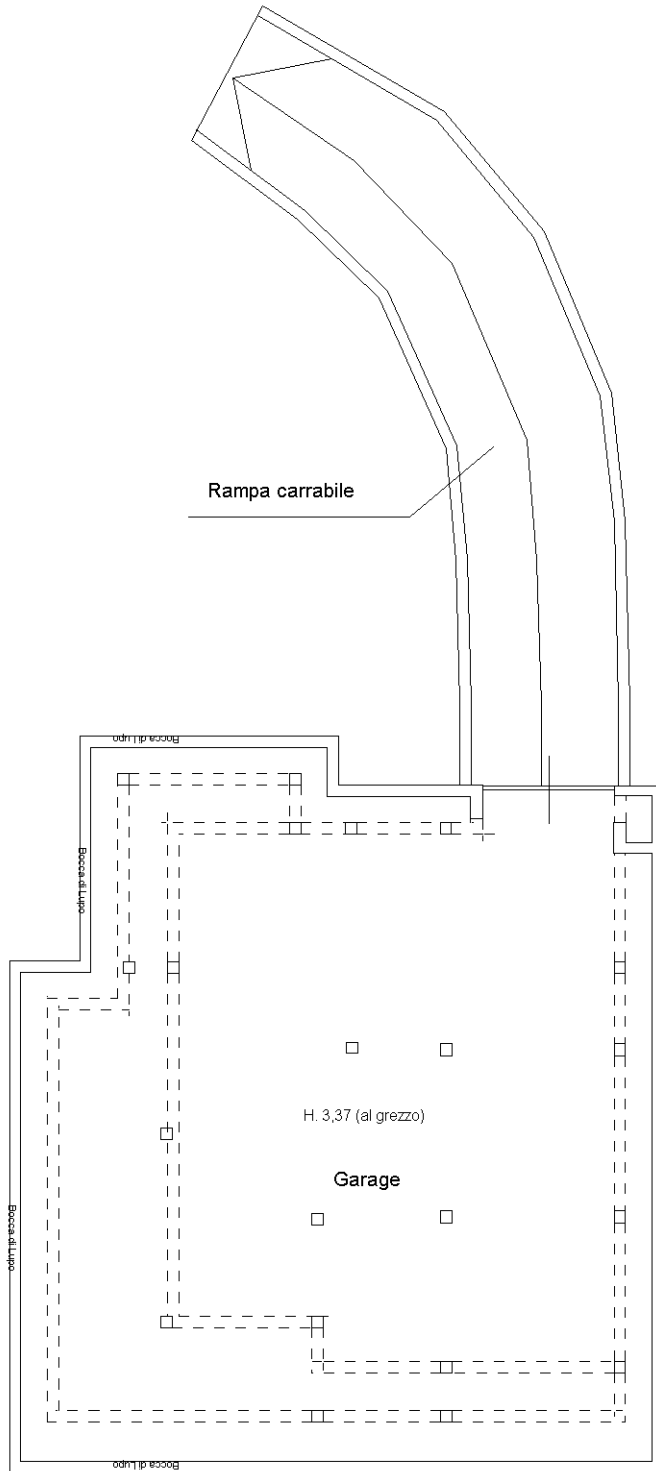 Rampa carrabile
Bocca di Lupo
Bocca di Lupo
H. 3,37 (al grezzo)
Garage
Bocca di Lupo
Bocca di Lupo